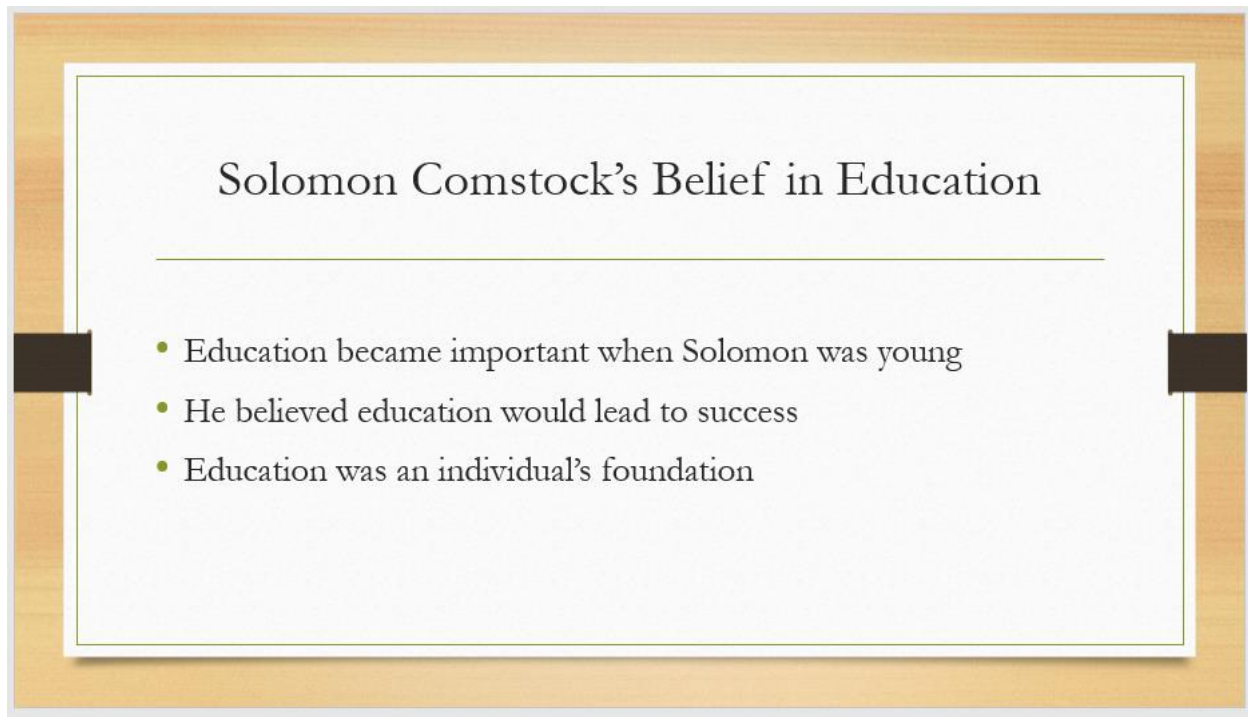 Solomon Comstock’s Belief in Education
• Education became important when Solomon was young
• He believed education would lead to success
• Education was an individual’s foundation